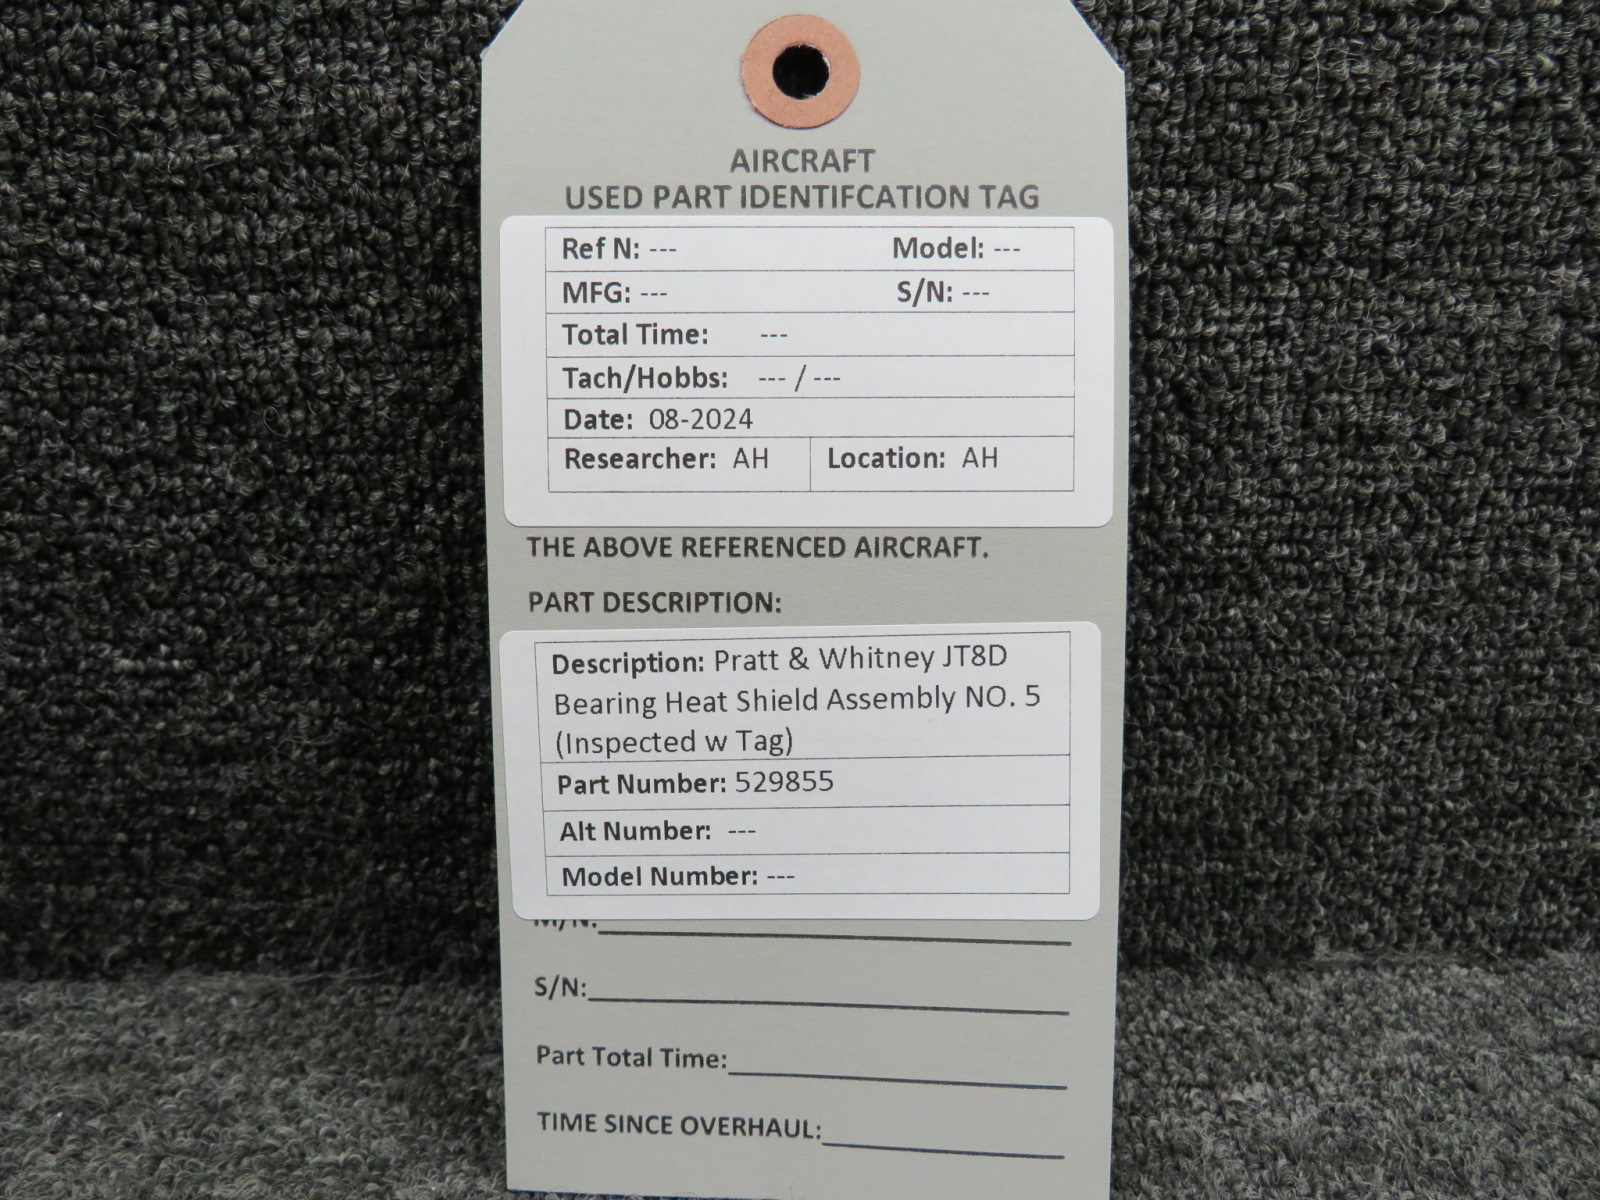 AIRCRAFT
USED PART IDENTIFCATION TAG
Ref N: --- Model: ---
MFG: --- S/N: ---
Total Time: ---
Tach/Hobbs: --- / ---
Date: 08-2024
Researcher: AH Location: AH
THE ABOVE REFERENCED AIRCRAFT.
PART DESCRIPTION:
Description: Pratt & Whitney JT8D
Bearing Heat Shield Assembly NO. 5
(Inspected w Tag)
Part Number: 529855
Alt Number: ---
Model Number: ---
M/N:
S/N:
Part Total Time:
TIME SINCE OVERHAUL: